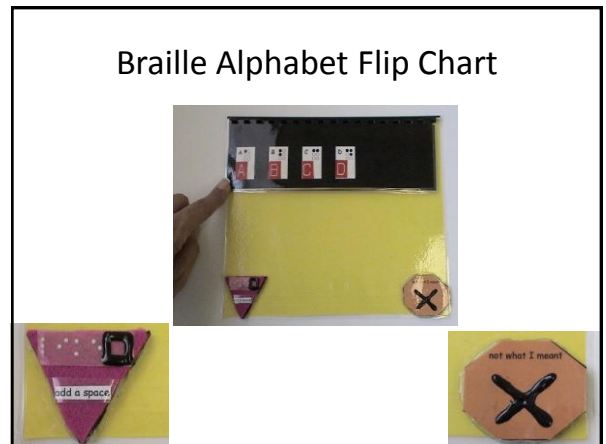 Braille Alphabet Flip Chart
A B C D
A B C D
add a space
not what I meant